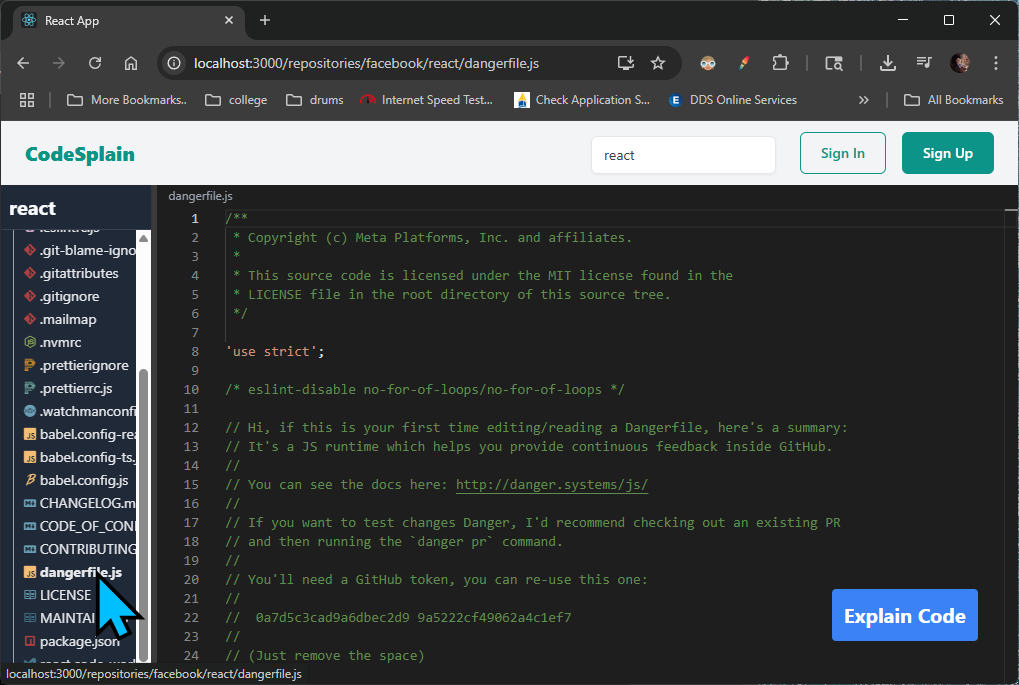 React App
localhost:3000/repositories/facebook/react/dangerfile.js
More Bookmarks..
college
drums
Internet Speed Test...
Check Application S...
DDS Online Services
All Bookmarks
CodeSplain
react
Sign In
Sign Up
react
.git-blame-igno
.gitattributes
.gitignore
.mailmap
.nvmrc
.prettierignore
.prettierrc.js
.watchmanconfi
babel.config-rea
babel.config-ts.
babel.config.js
CHANGELOG.m
CODE_OF_CON
CONTRIBUTING
dangerfile.js
LICENSE
MAINTAI
package.json
dangerfile.js
1 /**
2 * Copyright (c) Meta Platforms, Inc. and affiliates.
3 *
4 * This source code is licensed under the MIT license found in the
5 * LICENSE file in the root directory of this source tree.
6 */
7
8 'use strict';
9
10 /* eslint-disable no-for-of-loops/no-for-of-loops */
11
12 // Hi, if this is your first time editing/reading a Dangerfile, here's a summary:
13 // It's a JS runtime which helps you provide continuous feedback inside GitHub.
14 //
15 // You can see the docs here: http://danger.systems/js/
16 //
17 // If you want to test changes Danger, I'd recommend checking out an existing PR
18 // and then running the `danger pr` command.
19 //
20 // You'll need a GitHub token, you can re-use this one:
21 //
22 //  0a7d5c3cad9a6dbec2d9 9a5222cf49062a4c1ef7
23 //
24 // (Just remove the space)
Explain Code
localhost:3000/repositories/facebook/react/dangerfile.js